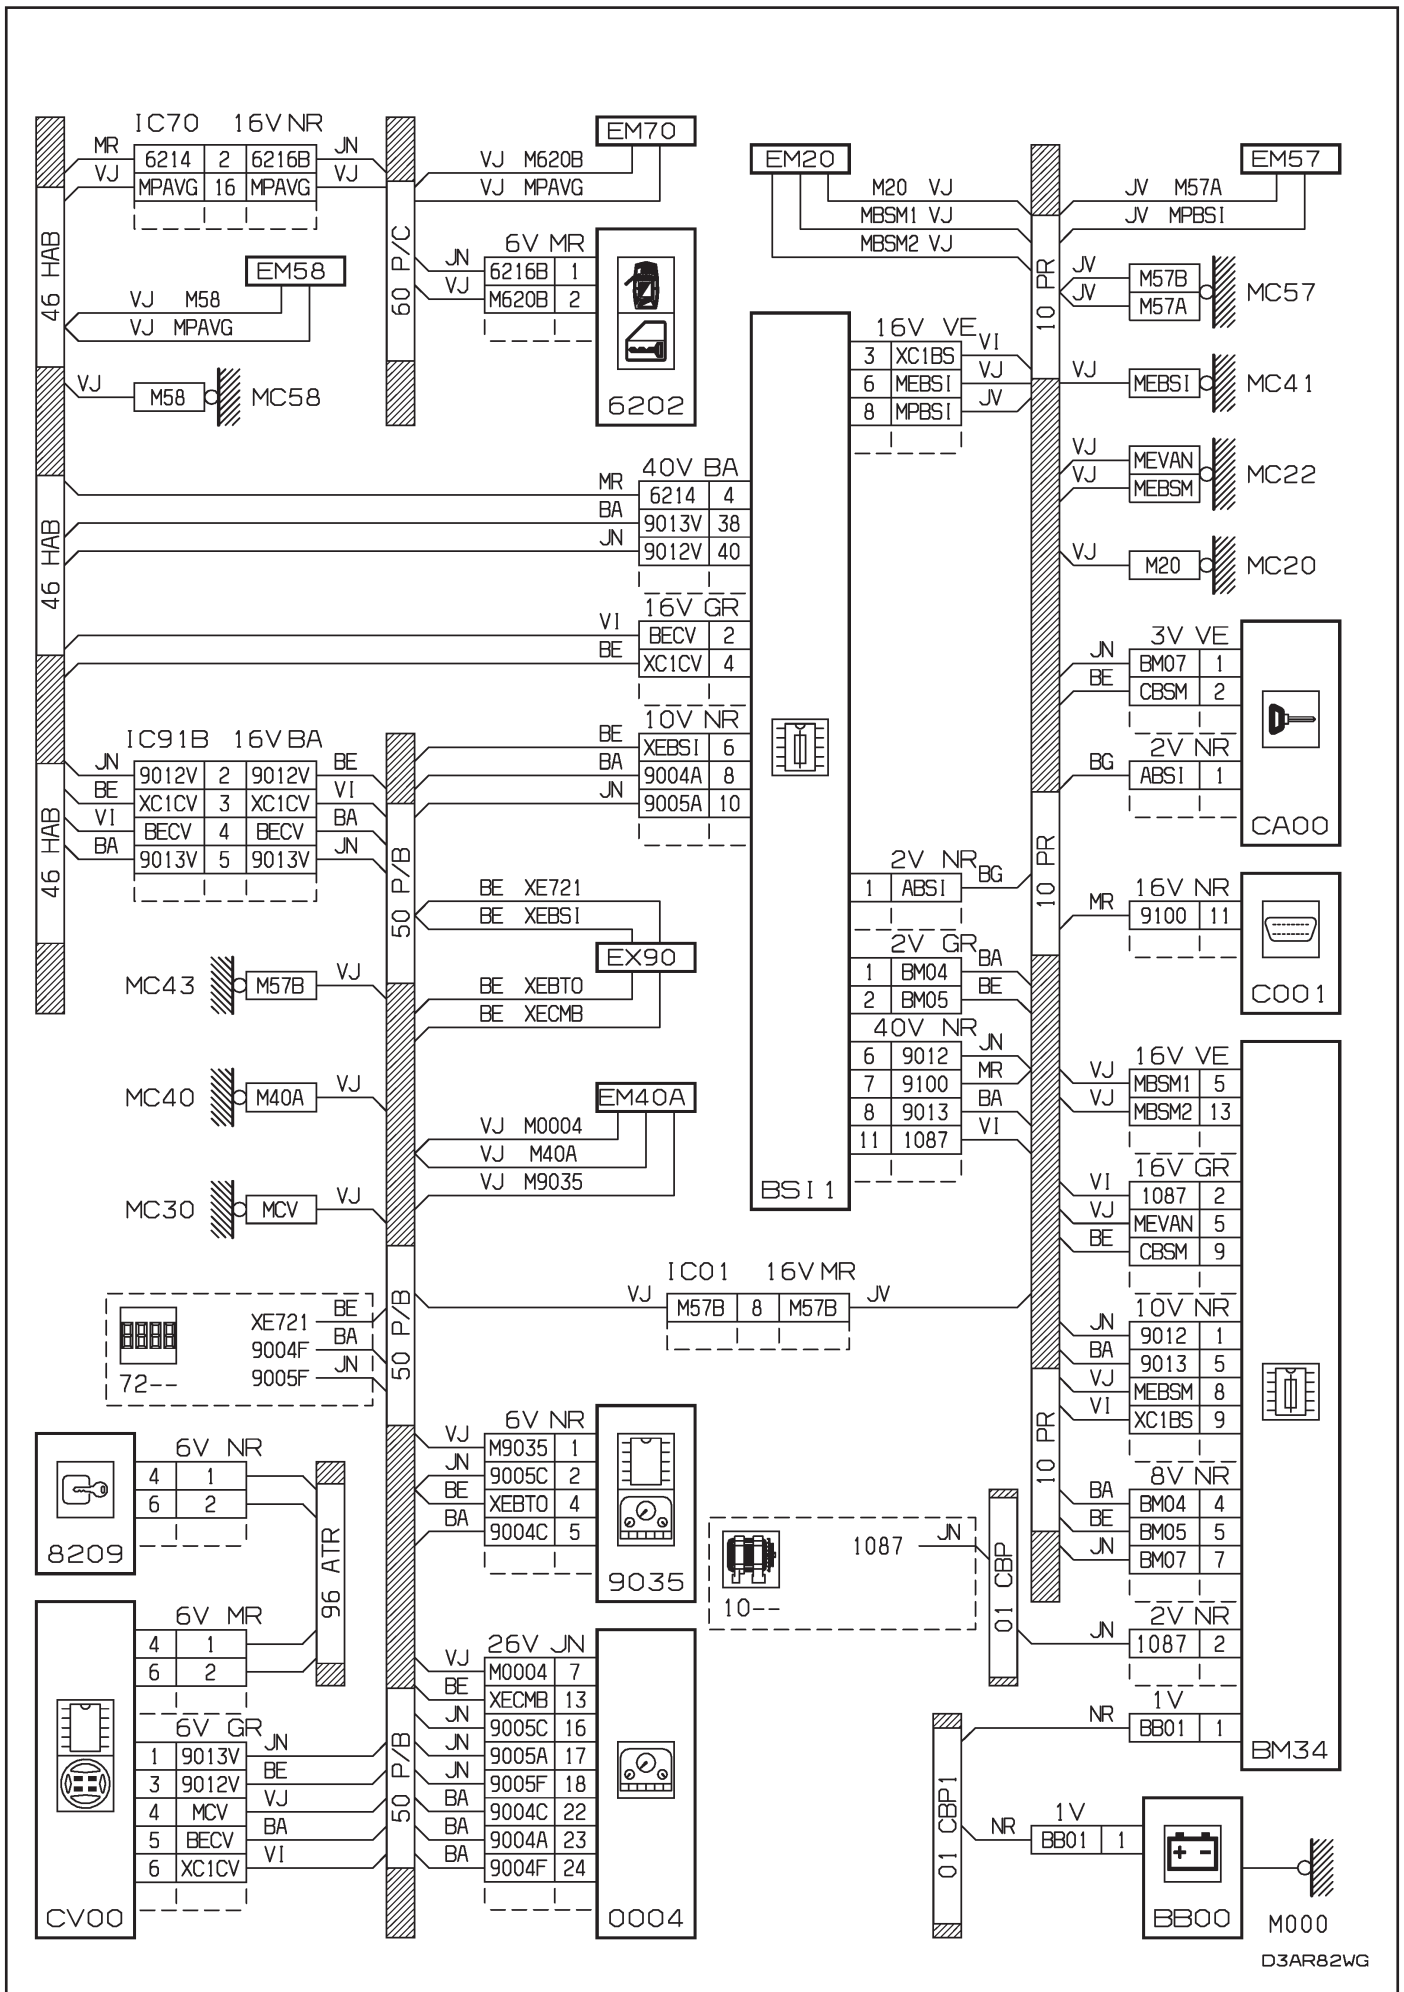 IC70 16V NR
MR 6214 2 6216B JN
VJ MPAVG 16 MPAVG VJ
46 HAB
EM58
VJ M58
VJ MPAVG
VJ M58 MC58
60 P/C
EM70
VJ M620B
VJ MPAVG
6V MR
JN 6216B 1
VJ M620B 2
6202
EM20
M20 VJ
MBSM1 VJ
MBSM2 VJ
EM57
JV M57A
JV MPBSI
10 PR
JV M57B
JV M57A
MC57
VJ MEBSI MC41
VJ MEVAN
VJ MEBSM
MC22
VJ M20 MC20
16V VE
3 XC1BS VI
6 MEBSI VJ
8 MPBSI JV
46 HAB
40V BA
MR 6214 4
BA 9013V 38
JN 9012V 40
16V GR
VI BECV 2
BE XC1CV 4
10V NR
BE XEBSI 6
BA 9004A 8
JN 9005A 10
3V VE
JN BM07 1
BE CBSM 2
2V NR
BG ABSI 1
CA00
IC91B 16V BA
JN 9012V 2 9012V BE
BE XC1CV 3 XC1CV VI
VI BECV 4 BECV BA
BA 9013V 5 9013V JN
46 HAB
50 P/B
BE XE721
BE XEBSI
EX90
BE XEBTO
BE XECMB
2V NR
1 ABSI BG
2V GR
1 BM04 BA
2 BM05 BE
40V NR
6 9012 JN
7 9100 MR
8 9013 BA
11 1087 VI
BSI1
10 PR
16V NR
MR 9100 11
C001
MC43 M57B VJ
MC40 M40A VJ
MC30 MCV VJ
EM40A
VJ M0004
VJ M40A
VJ M9035
16V VE
VJ MBSM1 5
VJ MBSM2 13
16V GR
VI 1087 2
VJ MEVAN 5
BE CBSM 9
10V NR
JN 9012 1
BA 9013 5
VJ MEBSM 8
VI XC1BS 9
8V NR
BA BM04 4
BE BM05 5
JN BM07 7
2V NR
JN 1087 2
1V
NR BB01 1
BM34
IC01 16V MR
VJ M57B 8 M57B JV
10 PR
XE721 BE
9004F BA
9005F JN
72--
50 P/B
6V NR
VJ M9035 1
JN 9005C 2
BE XEBTO 4
BA 9004C 5
9035
6V NR
4 1
6 2
8209
96 ATR
1087 JN
10--
01 CBP
6V MR
4 1
6 2
6V GR
1 9013V JN
3 9012V BE
4 MCV VJ
5 BECV BA
6 XC1CV VI
CV00
50 P/B
26V JN
VJ M0004 7
BE XECMB 13
JN 9005C 16
JN 9005A 17
JN 9005F 18
BA 9004C 22
BA 9004A 23
BA 9004F 24
0004
01 CBP1
1V
NR BB01 1
+ -
BB00
M000
D3AR82WG